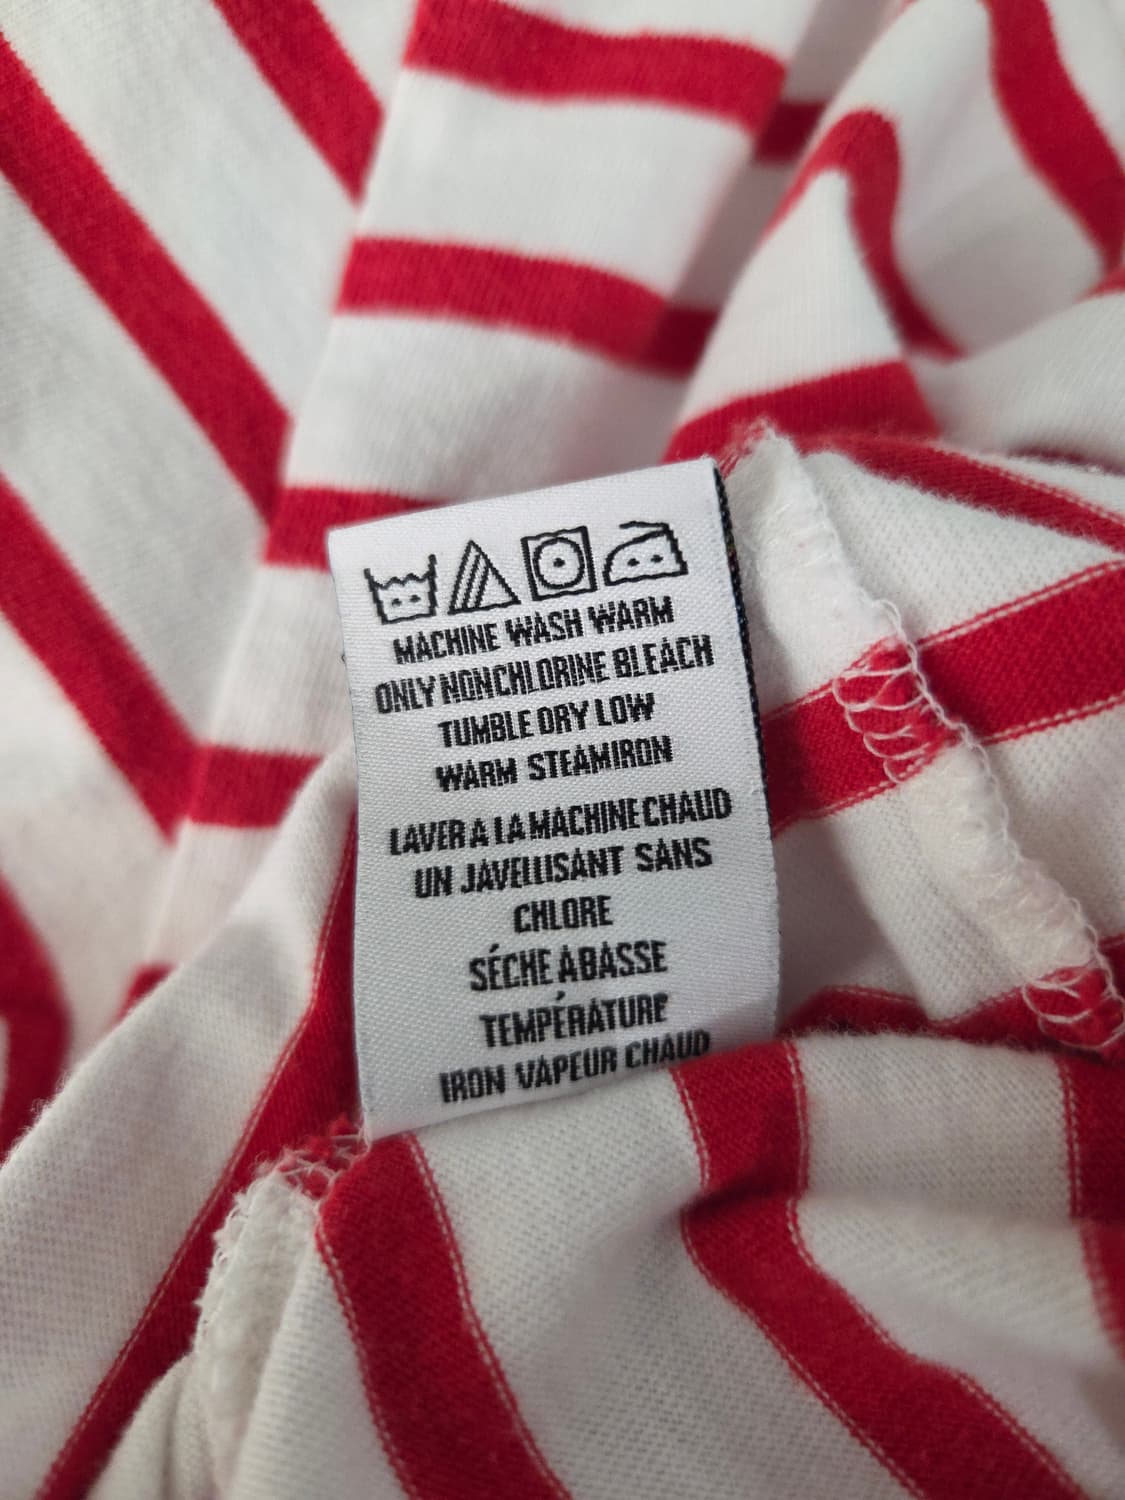 MACHINE WASH WARM
ONLY NONCHLORINE BLEACH
TUMBLE DRY LOW
WARM STEAMIRON
LAVER A LA MACHINE CHAUD
UN JAVELLISANT SANS
CHLORE
SÉCHE A BASSE
TEMPÉRATURE
IRON VAPEUR CHAUD